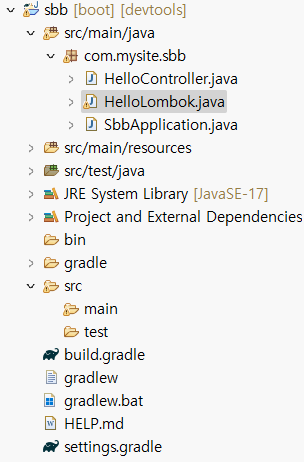 sbb [boot] [devtools]
src/main/java
com.mysite.sbb
HelloController.java
HelloLombok.java
SbbApplication.java
src/main/resources
src/test/java
JRE System Library [JavaSE-17]
Project and External Dependencies
bin
gradle
src
main
test
build.gradle
gradlew
gradlew.bat
HELP.md
settings.gradle